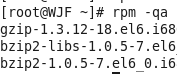 [root@WJF ~]# rpm -qa
gzip-1.3.12-18.el6.i68
bzip2-libs-1.0.5-7.el6_
bzip2-1.0.5-7.el6_0.i6